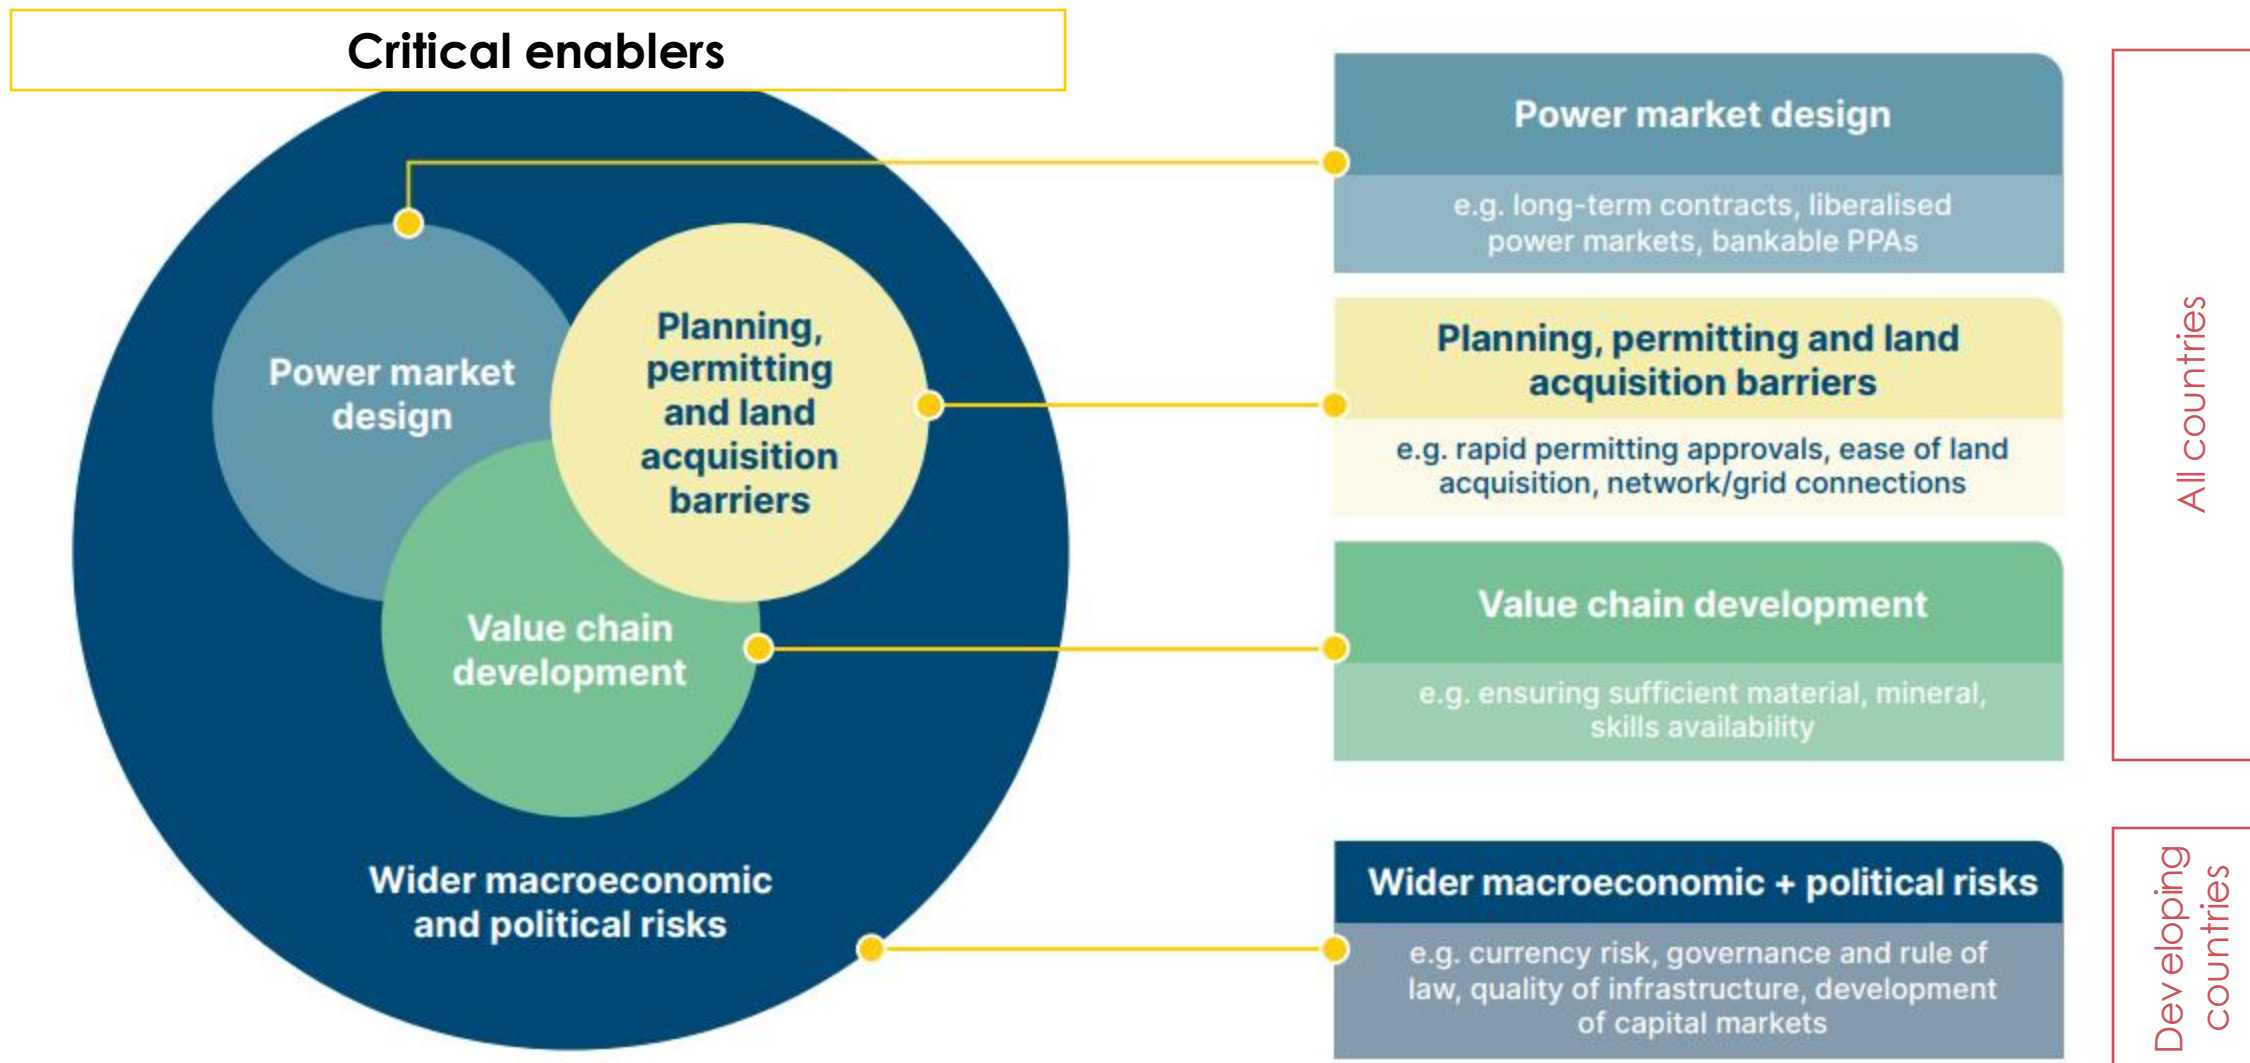 Critical enablers
Power market
design
Planning,
permitting
and land
acquisition
barriers
Value chain
development
Wider macroeconomic
and political risks
Power market design
e.g. long-term contracts, liberalised
power markets, bankable PPAs
Planning, permitting and land
acquisition barriers
e.g. rapid permitting approvals, ease of land
acquisition, network/grid connections
Value chain development
e.g. ensuring sufficient material, mineral,
skills availability
Wider macroeconomic + political risks
e.g. currency risk, governance and rule of
law, quality of infrastructure, development
of capital markets
All countries
Developing
countries